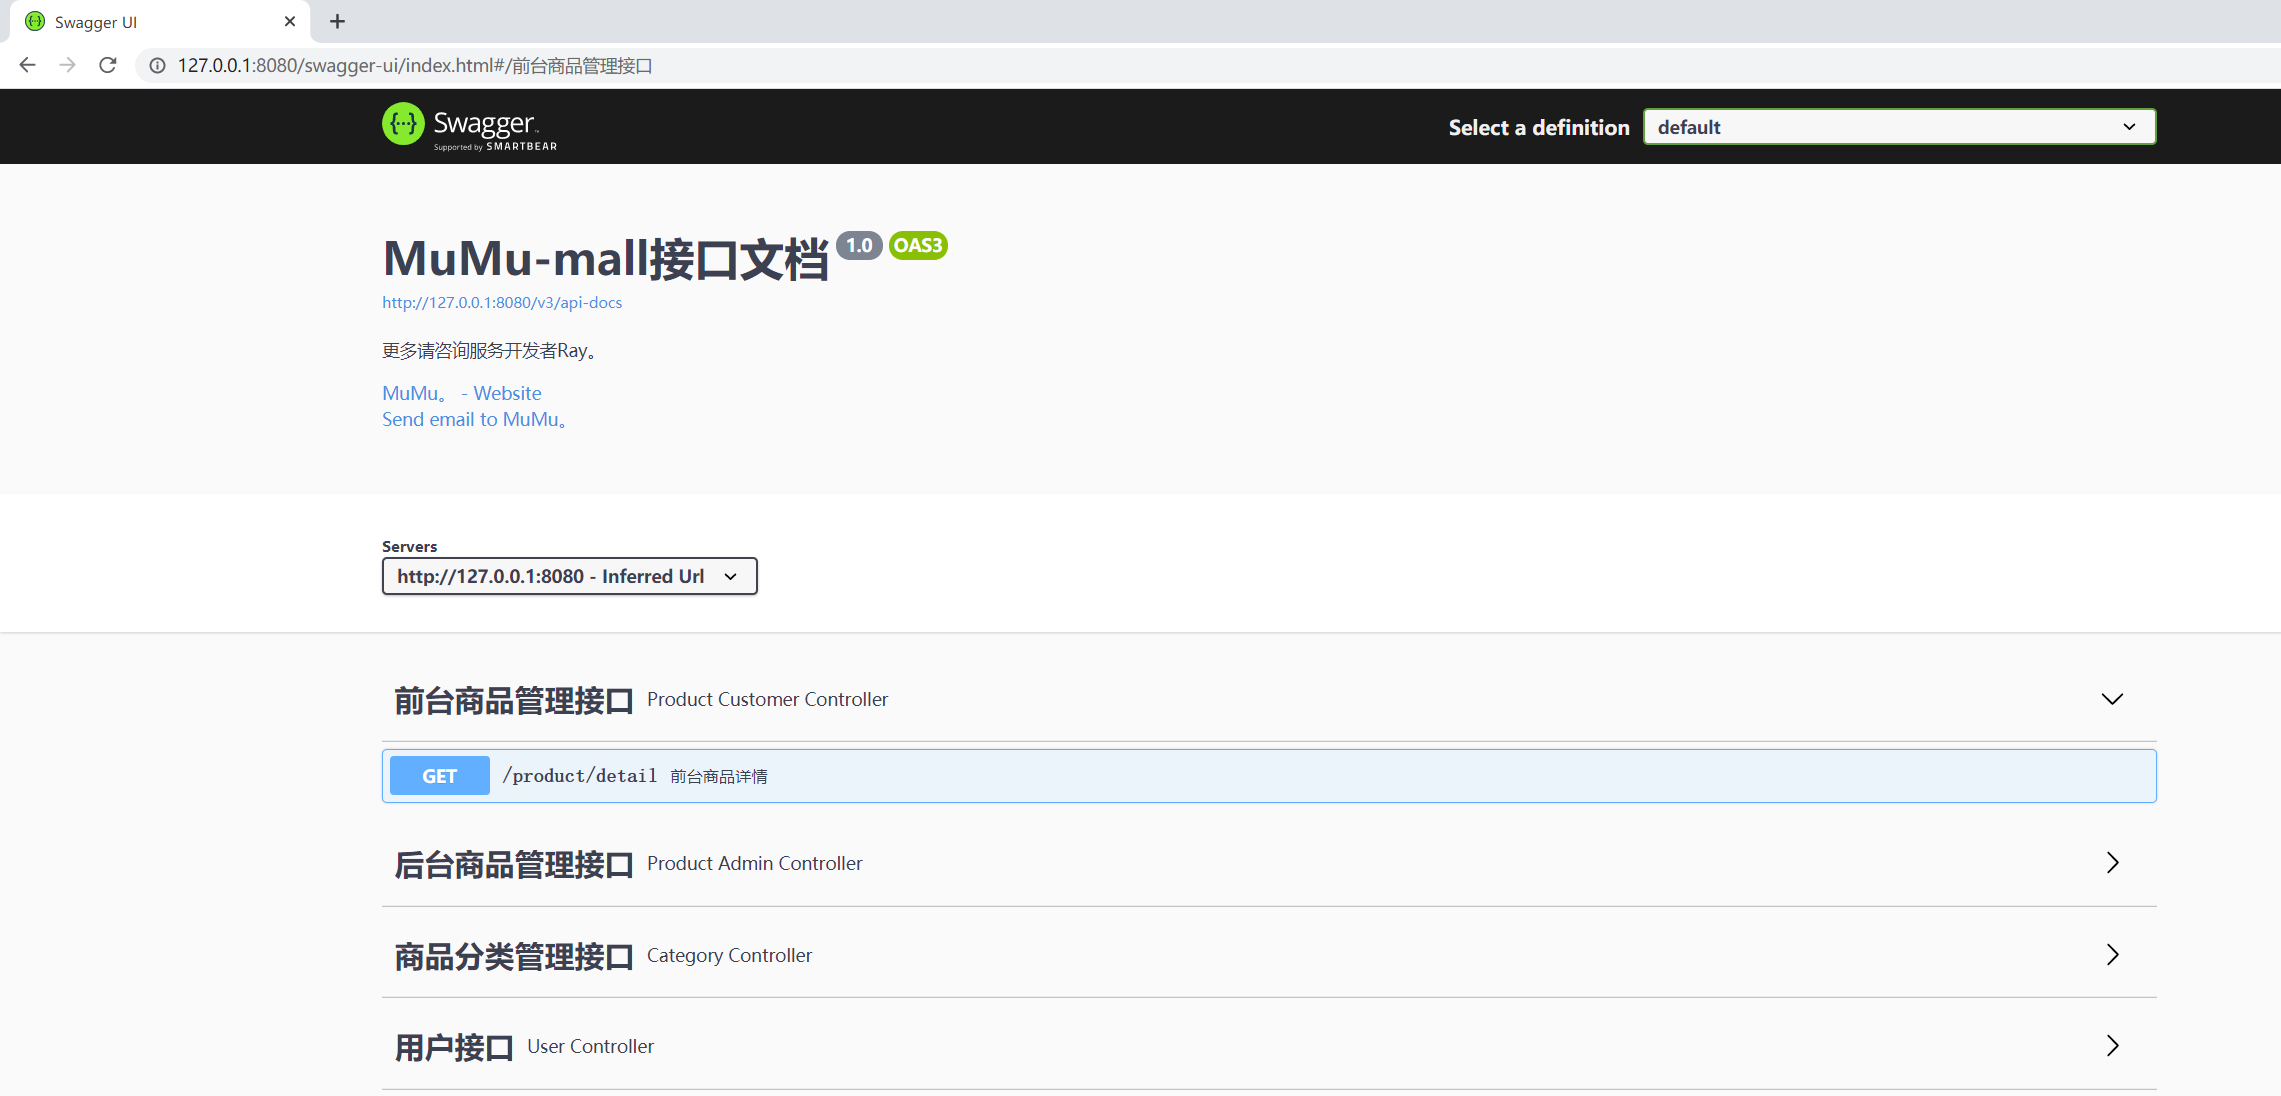 Swagger UI
127.0.0.1:8080/swagger-ui/index.html#/前台商品管理接口
Swagger
Supported by SMARTBEAR
Select a definition
default
MuMu-mall接口文档 1.0 OAS3
http://127.0.0.1:8080/v3/api-docs
更多请咨询服务开发者Ray。
MuMu。 - Website
Send email to MuMu。
Servers
http://127.0.0.1:8080 - Inferred Url
前台商品管理接口 Product Customer Controller
GET /product/detail 前台商品详情
后台商品管理接口 Product Admin Controller
商品分类管理接口 Category Controller
用户接口 User Controller